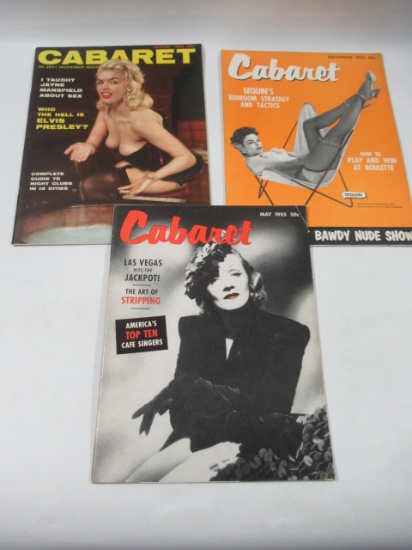 CABARET
I TAUGHT
JAYNE
MANSFIELD
ABOUT SEX
WHO
THE HELL IS
ELVIS
PRESLEY?
COMPLETE
GUIDE TO
NIGHT CLUBS
IN 12 CITIES
Cabaret
SEQUIN'S
BEDROOM STRATEGY
AND TACTICS
HOW TO
PLAY AND WIN
AT ROULETTE
SEQUIN
BAWDY NUDE SHOW
MAY 1955 50c
Cabaret
LAS VEGAS
HITS THE
JACKPOT!
THE ART OF
STRIPPING
AMERICA'S
TOP TEN
CAFE SINGERS